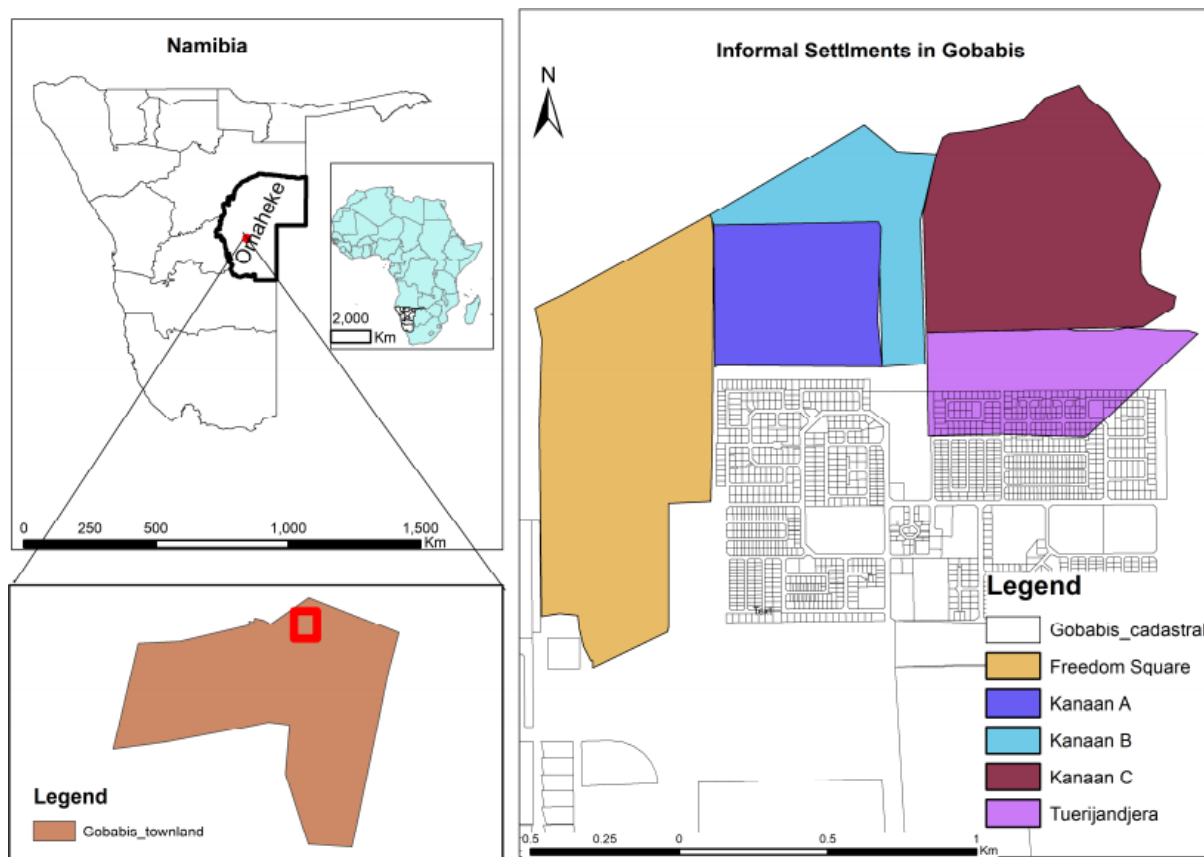 Namibia
Omaheke
2,000
Km
0 250 500 1,000 1,500
Km
Legend
Gobabis_townland
Informal Settlments in Gobabis
N
Text
Legend
Gobabis_cadastral
Freedom Square
Kanaan A
Kanaan B
Kanaan C
Tuerijandjera
0.5 0.25 0 0.5 1
Km